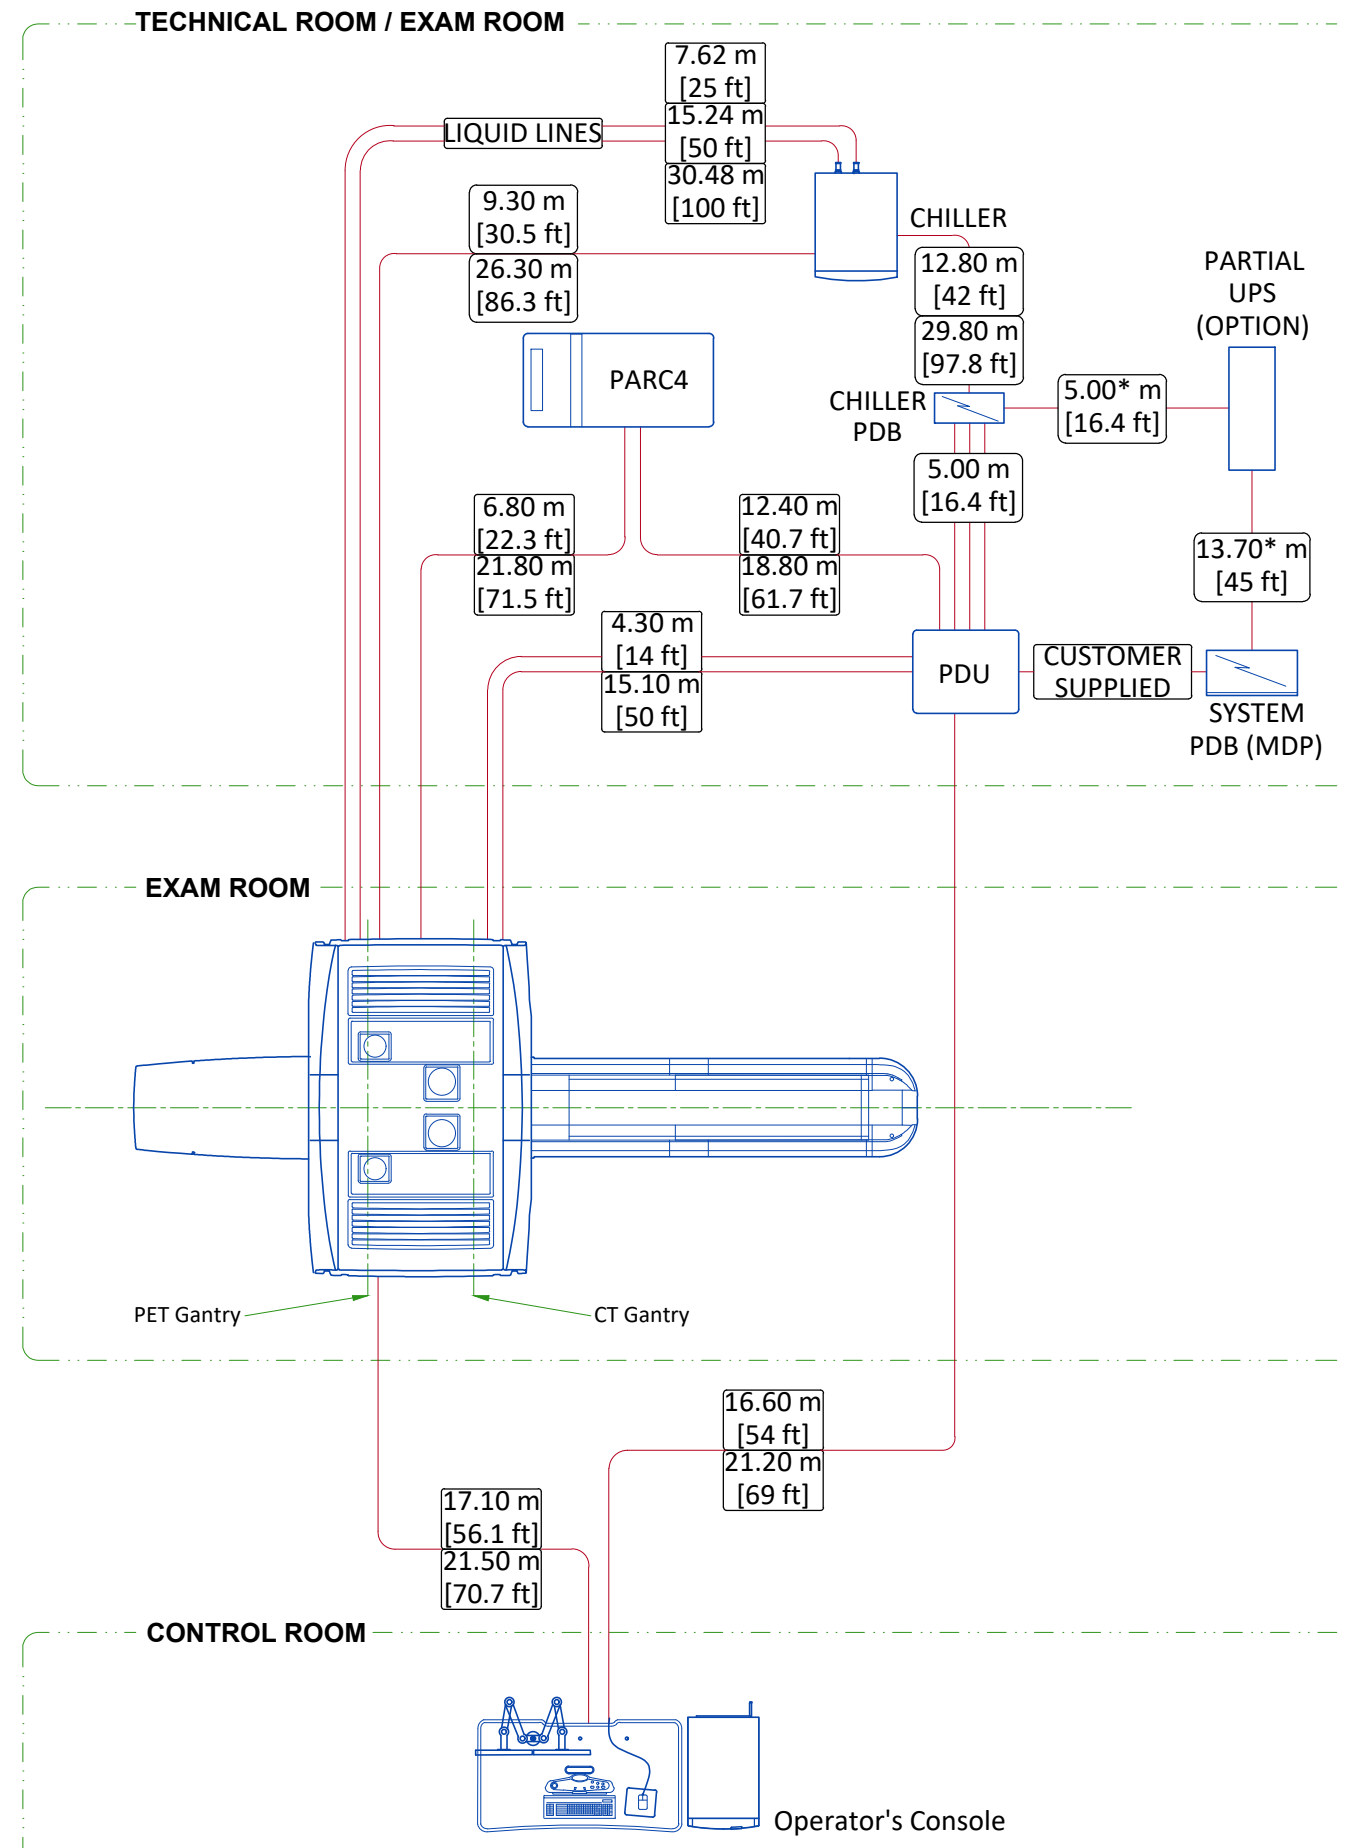 TECHNICAL ROOM / EXAM ROOM
7.62 m
[25 ft]
LIQUID LINES
15.24 m
[50 ft]
30.48 m
[100 ft]
9.30 m
[30.5 ft]
26.30 m
[86.3 ft]
CHILLER
12.80 m
[42 ft]
29.80 m
[97.8 ft]
PARTIAL
UPS
(OPTION)
PARC4
CHILLER
PDB
5.00* m
[16.4 ft]
5.00 m
[16.4 ft]
6.80 m
[22.3 ft]
21.80 m
[71.5 ft]
12.40 m
[40.7 ft]
18.80 m
[61.7 ft]
13.70* m
[45 ft]
4.30 m
[14 ft]
15.10 m
[50 ft]
PDU
CUSTOMER
SUPPLIED
SYSTEM
PDB (MDP)
EXAM ROOM
PET Gantry
CT Gantry
16.60 m
[54 ft]
21.20 m
[69 ft]
17.10 m
[56.1 ft]
21.50 m
[70.7 ft]
CONTROL ROOM
Operator's Console